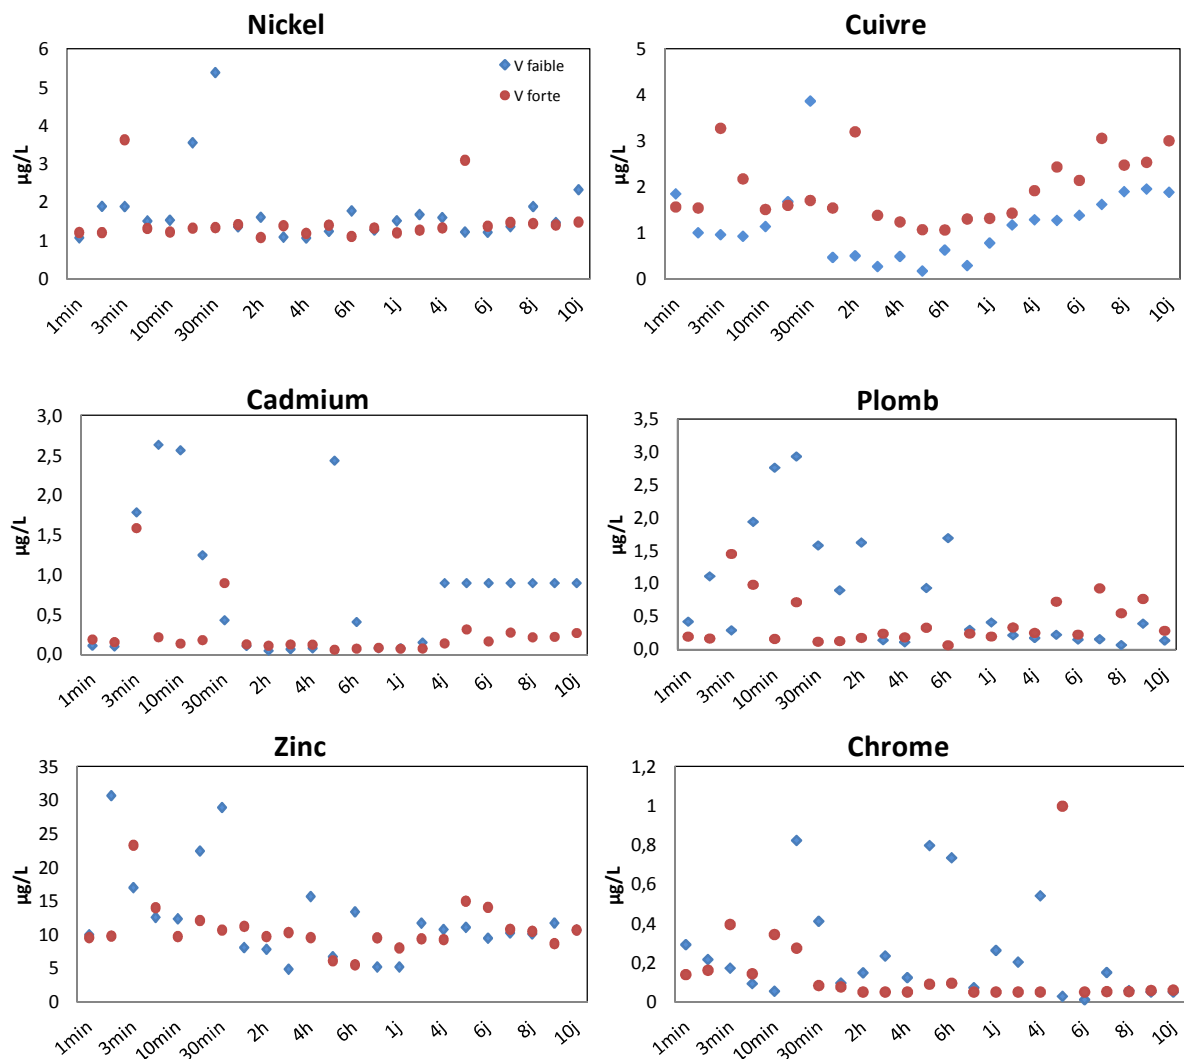 Nickel
µg/L
6
5
4
3
2
1
0
V faible
V forte
1min
3min
10min
30min
2h
4h
6h
1j
4j
6j
8j
10j
Cuivre
µg/L
5
4
3
2
1
0
1min
3min
10min
30min
2h
4h
6h
1j
4j
6j
8j
10j
Cadmium
µg/L
3,0
2,5
2,0
1,5
1,0
0,5
0,0
1min
3min
10min
30min
2h
4h
6h
1j
4j
6j
8j
10j
Plomb
µg/L
3,5
3,0
2,5
2,0
1,5
1,0
0,5
0,0
1min
3min
10min
30min
2h
4h
6h
1j
4j
6j
8j
10j
Zinc
µg/L
35
30
25
20
15
10
5
0
1min
3min
10min
30min
2h
4h
6h
1j
4j
6j
8j
10j
Chrome
µg/L
1,2
1
0,8
0,6
0,4
0,2
0
1min
3min
10min
30min
2h
4h
6h
1j
4j
6j
8j
10j